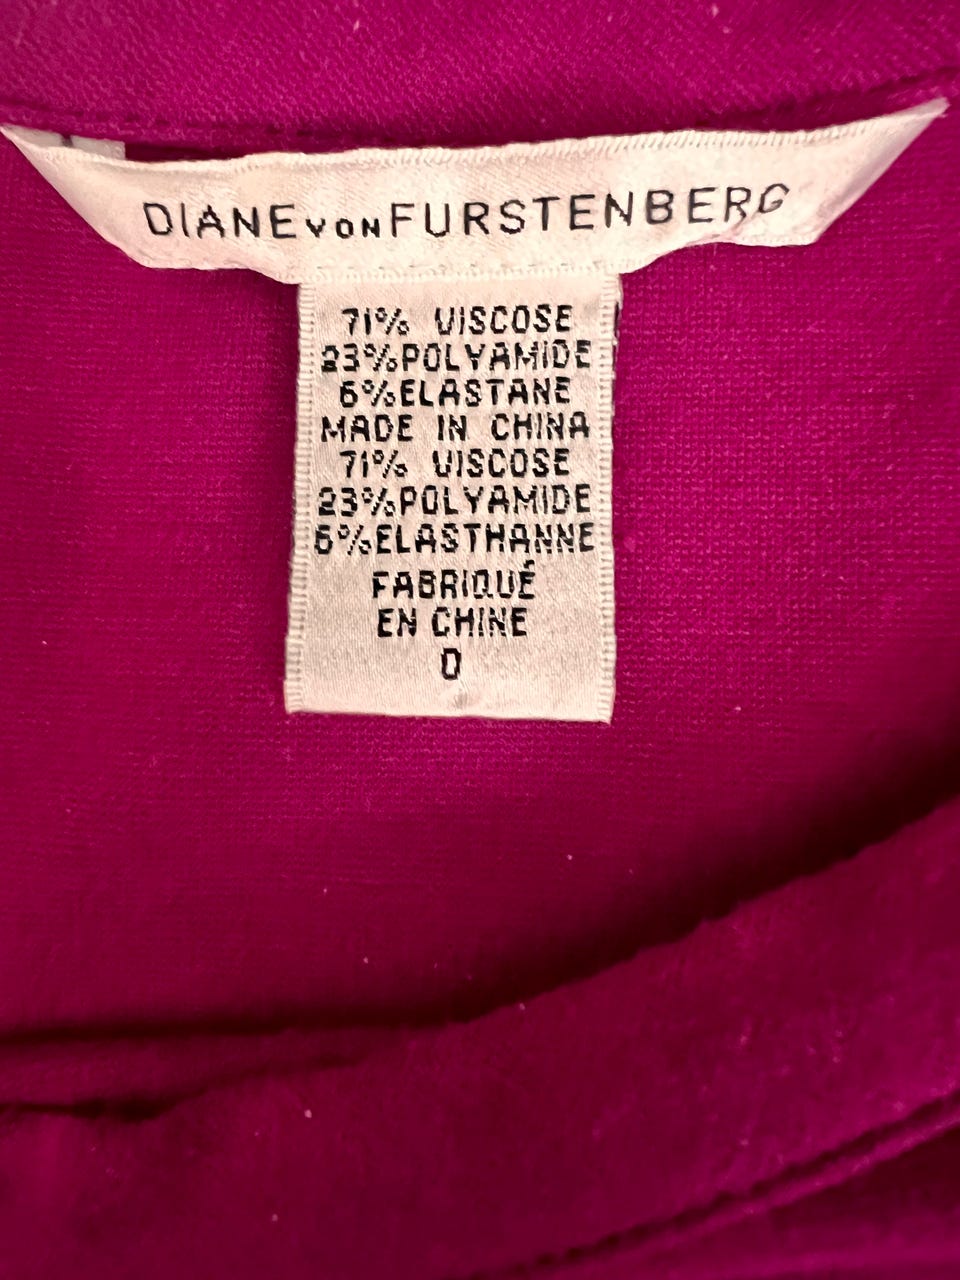 DIANE VON FURSTENBERG
71% VISCOSE
23%POLYAMIDE
6%ELASTANE
MADE IN CHINA
71% VISCOSE
23%POLYAMIDE
6%ELASTHANNE
FABRIQUÉ
EN CHINE
0